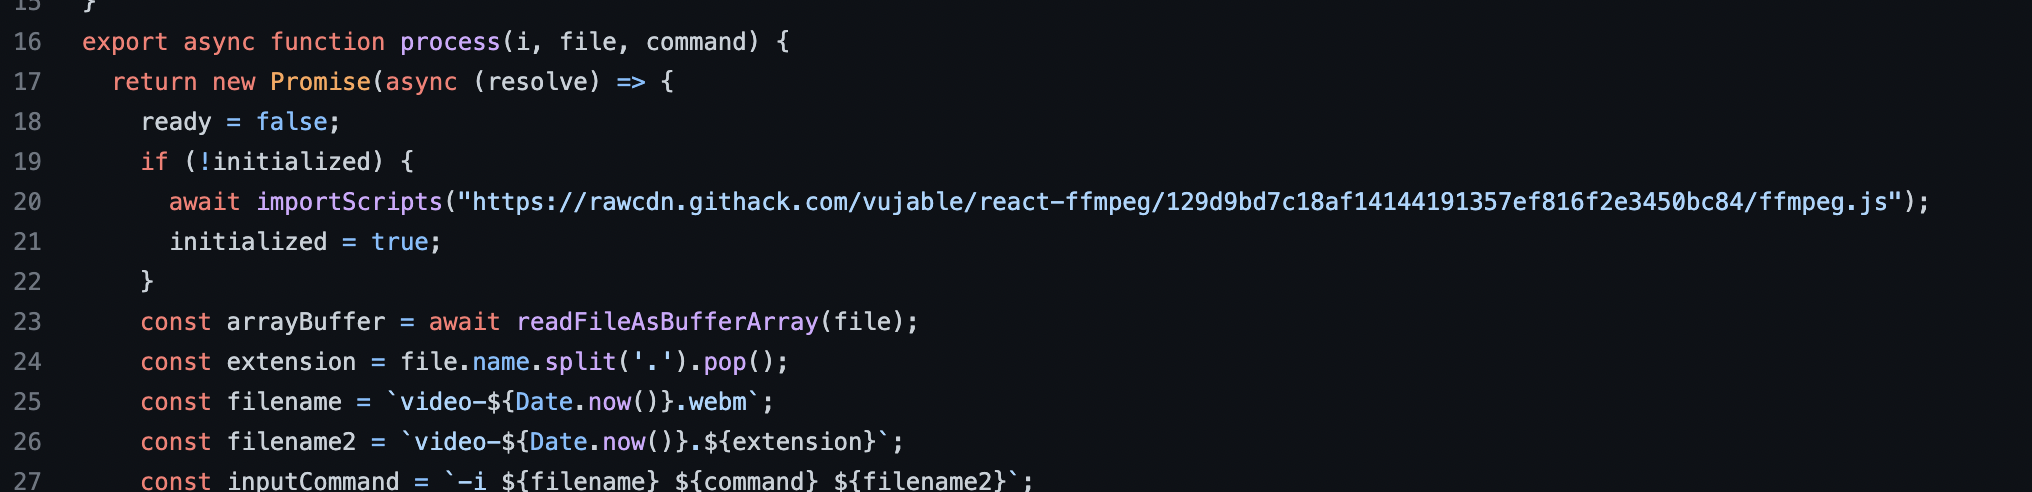 15 }
16 export async function process(i, file, command) {
17 return new Promise(async (resolve) => {
18 ready = false;
19 if (!initialized) {
20 await importScripts("https://rawcdn.githack.com/vujable/react-ffmpeg/129d9bd7c18af14144191357ef816f2e3450bc84/ffmpeg.js");
21 initialized = true;
22 }
23 const arrayBuffer = await readFileAsBufferArray(file);
24 const extension = file.name.split('.').pop();
25 const filename = `video-${Date.now()}.webm`;
26 const filename2 = `video-${Date.now()}.${extension}`;
27 const inputCommand = `-i ${filename} ${command} ${filename2}`;